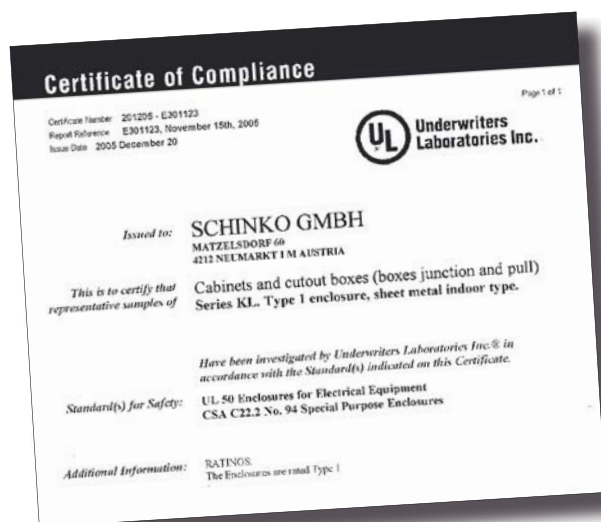 Certificate of Compliance
Certificate Number 201205 - E301123
Report Reference E301123, November 15th, 2005
Issue Date 2005 December 20
Page 1 of 1
UL
Underwriters
Laboratories Inc.
Issued to: SCHINKO GMBH
MATZELSDORF 60
4212 NEUMARKT I M AUSTRIA
This is to certify that
representative samples of
Cabinets and cutout boxes (boxes junction and pull)
Series KL. Type 1 enclosure, sheet metal indoor type.
Have been investigated by Underwriters Laboratories Inc.® in
accordance with the Standard(s) indicated on this Certificate.
Standard(s) for Safety: UL 50 Enclosures for Electrical Equipment
CSA C22.2 No. 94 Special Purpose Enclosures
Additional Information: RATINGS
The Enclosures are rated Type 1